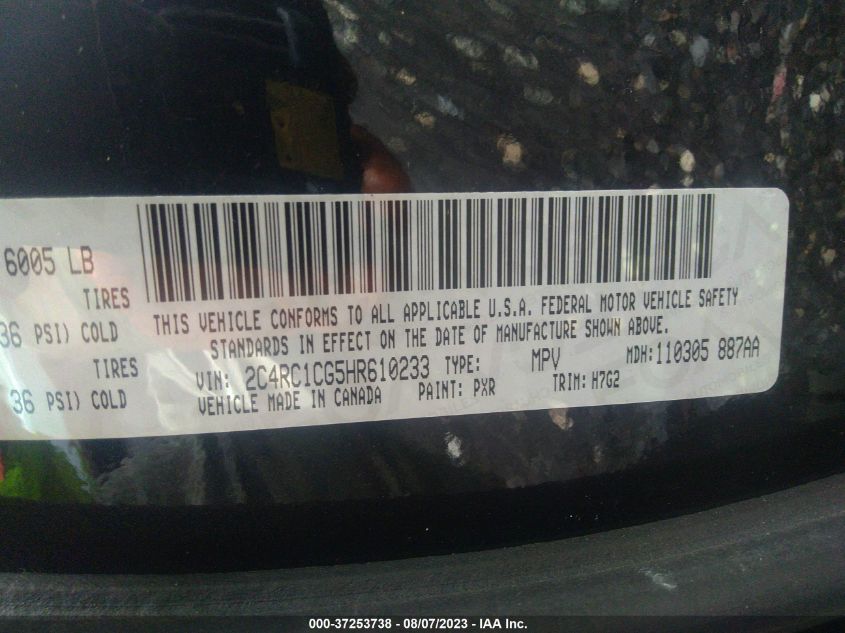 6005 LB
TIRES
36 PSI) COLD
TIRES
36 PSI) COLD
THIS VEHICLE CONFORMS TO ALL APPLICABLE U.S.A. FEDERAL MOTOR VEHICLE SAFETY
STANDARDS IN EFFECT ON THE DATE OF MANUFACTURE SHOWN ABOVE.
VIN: 2C4RC1CG5HR610233 TYPE: MPV MDH:110305 887AA
VEHICLE MADE IN CANADA PAINT: PXR TRIM: H7G2
000-37253738 - 08/07/2023 - IAA Inc.